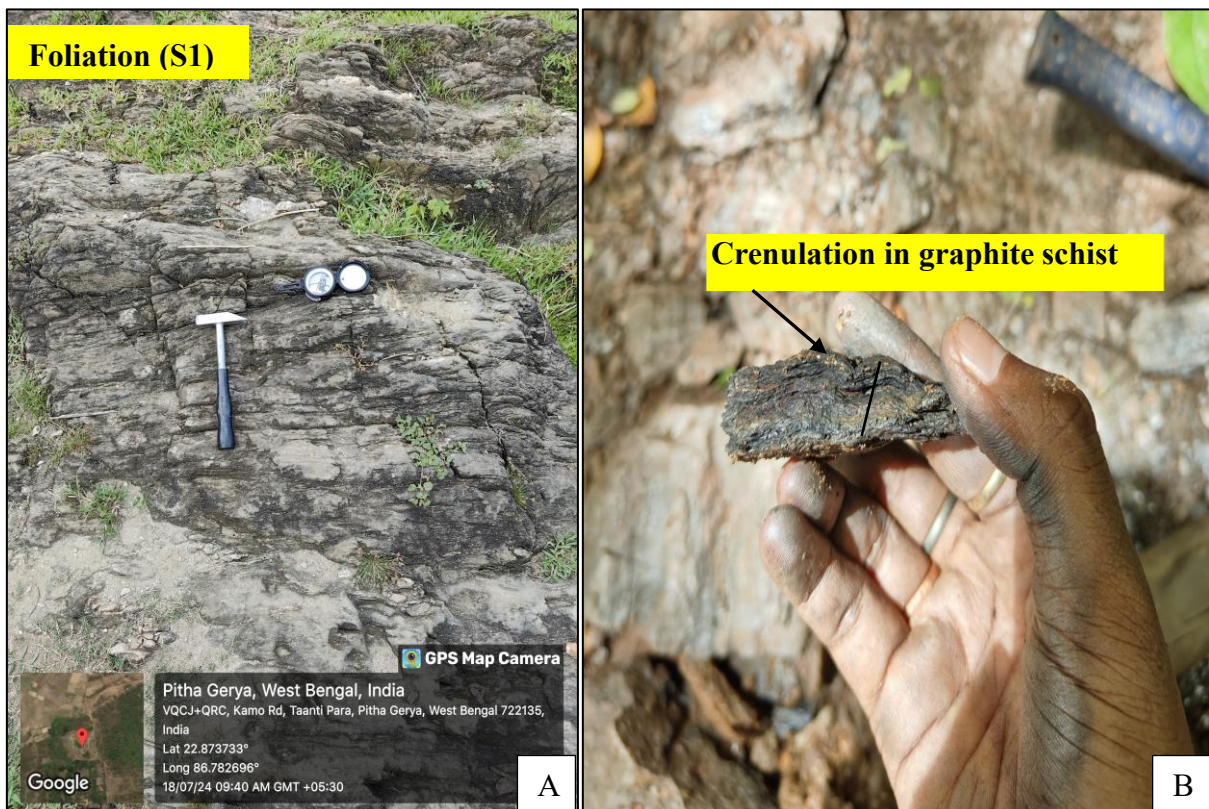 Foliation (S1)
GPS Map Camera
Pitha Gerya, West Bengal, India
VQCJ+QRC, Kamo Rd, Taanti Para, Pitha Gerya, West Bengal 722135,
India
Lat 22.873733°
Long 86.782696°
18/07/24 09:40 AM GMT +05:30
Google
A
Crenulation in graphite schist
B